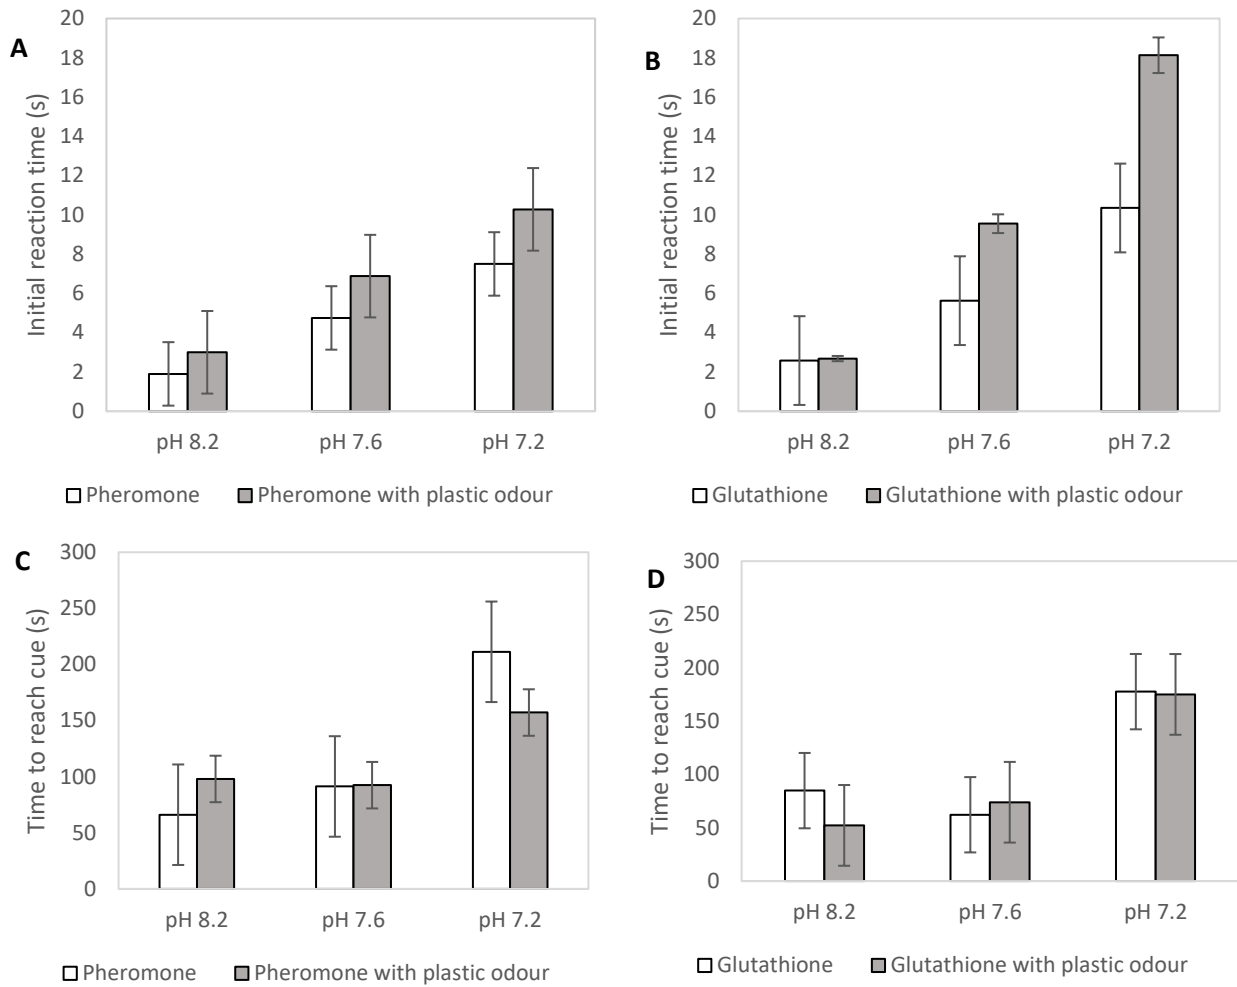 A
Initial reaction time (s)
20
18
16
14
12
10
8
6
4
2
0
pH 8.2 pH 7.6 pH 7.2
Pheromone Pheromone with plastic odour
B
Initial reaction time (s)
20
18
16
14
12
10
8
6
4
2
0
pH 8.2 pH 7.6 pH 7.2
Glutathione Glutathione with plastic odour
C
Time to reach cue (s)
300
250
200
150
100
50
0
pH 8.2 pH 7.6 pH 7.2
Pheromone Pheromone with plastic odour
D
Time to reach cue (s)
300
250
200
150
100
50
0
pH 8.2 pH 7.6 pH 7.2
Glutathione Glutathione with plastic odour